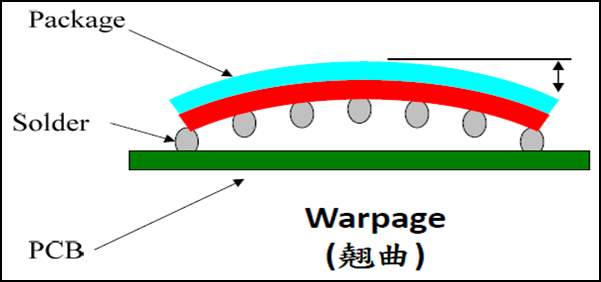 Package
Solder
PCB
Warpage
(翹曲)